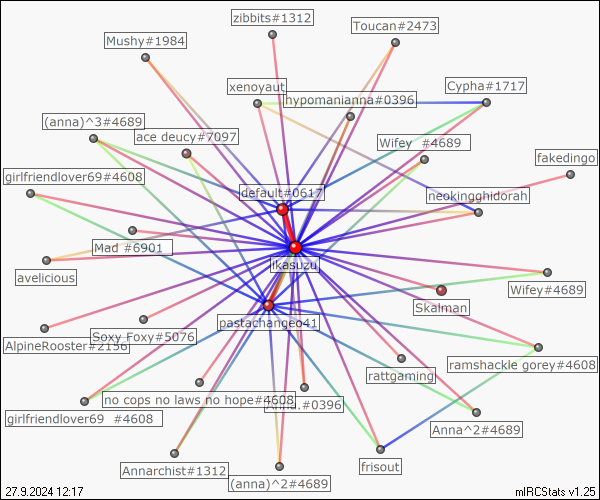 zibbits#1312
Toucan#2473
Mushy#1984
xenoyaut
Cypha#1717
hypomanianna#0396
(anna)^3#4689
ace deucy#7097
Wifey #4689
fakedingo
girlfriendlover69#4608
default#0617
neokingghidorah
Mad #6901
ikasuzu
avelicious
Wifey#4689
Skalman
pastachangeo41
AlpineRooster#2156
Soxy Foxy#5076
ramshackle gorey#4608
rattgaming
no cops no laws no hope#4608
Anna.#0396
girlfriendlover69 #4608
Anna^2#4689
Annarchist#1312
frisout
(anna)^2#4689
27.9.2024 12:17
mIRCStats v1.25